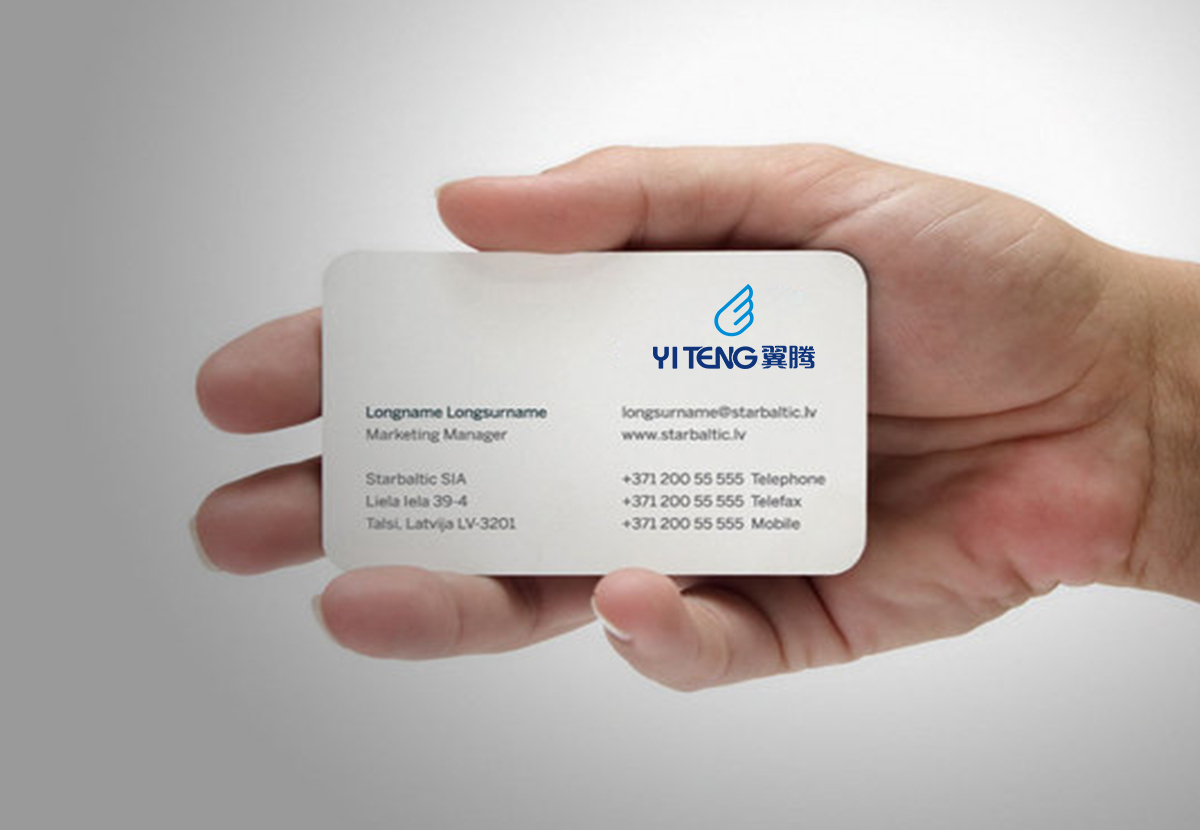 YI TENG 翼腾
Longname Longsurname
Marketing Manager
Starbaltic SIA
Liela Iela 39-4
Talsi, Latvija LV-3201
longsurname@starbaltic.lv
www.starbaltic.lv
+371 200 55 555 Telephone
+371 200 55 555 Telefax
+371 200 55 555 Mobile